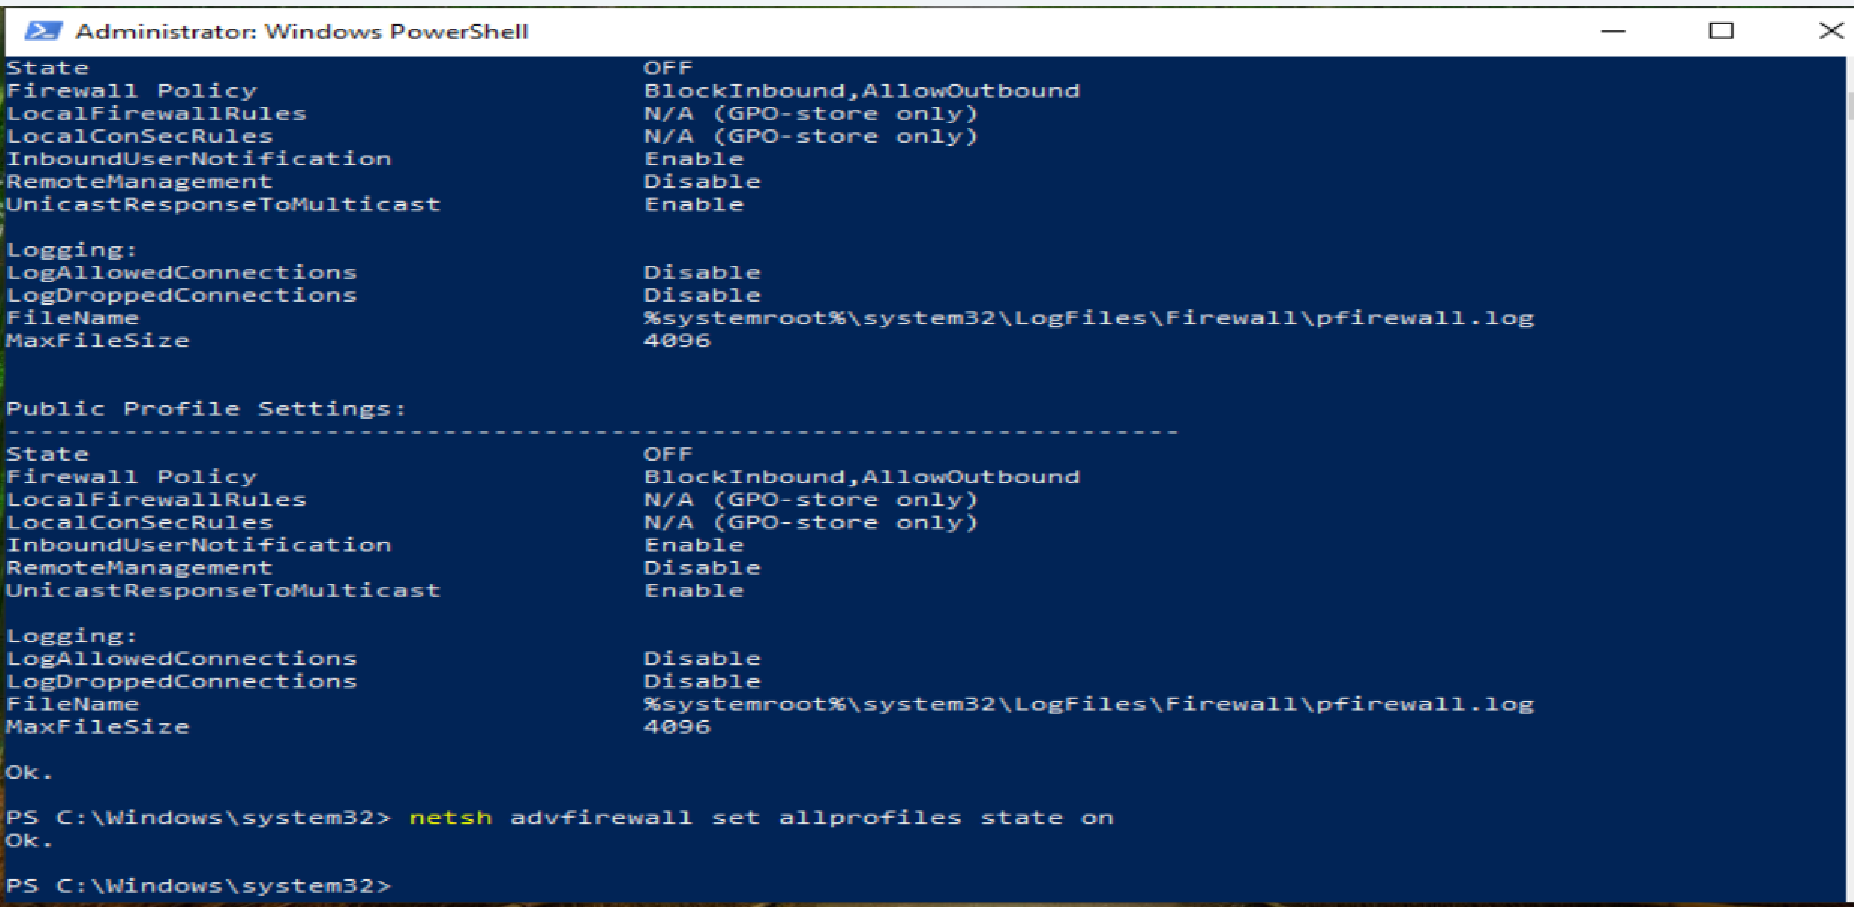 Administrator: Windows PowerShell
State OFF
Firewall Policy BlockInbound,AllowOutbound
LocalFirewallRules N/A (GPO-store only)
LocalConSecRules N/A (GPO-store only)
InboundUserNotification Enable
RemoteManagement Disable
UnicastResponseToMulticast Enable
Logging:
LogAllowedConnections Disable
LogDroppedConnections Disable
FileName %systemroot%\system32\LogFiles\Firewall\pfirewall.log
MaxFileSize 4096
Public Profile Settings:
----------------------------------------------------------------------
State OFF
Firewall Policy BlockInbound,AllowOutbound
LocalFirewallRules N/A (GPO-store only)
LocalConSecRules N/A (GPO-store only)
InboundUserNotification Enable
RemoteManagement Disable
UnicastResponseToMulticast Enable
Logging:
LogAllowedConnections Disable
LogDroppedConnections Disable
FileName %systemroot%\system32\LogFiles\Firewall\pfirewall.log
MaxFileSize 4096
Ok.
PS C:\Windows\system32> netsh advfirewall set allprofiles state on
Ok.
PS C:\Windows\system32>